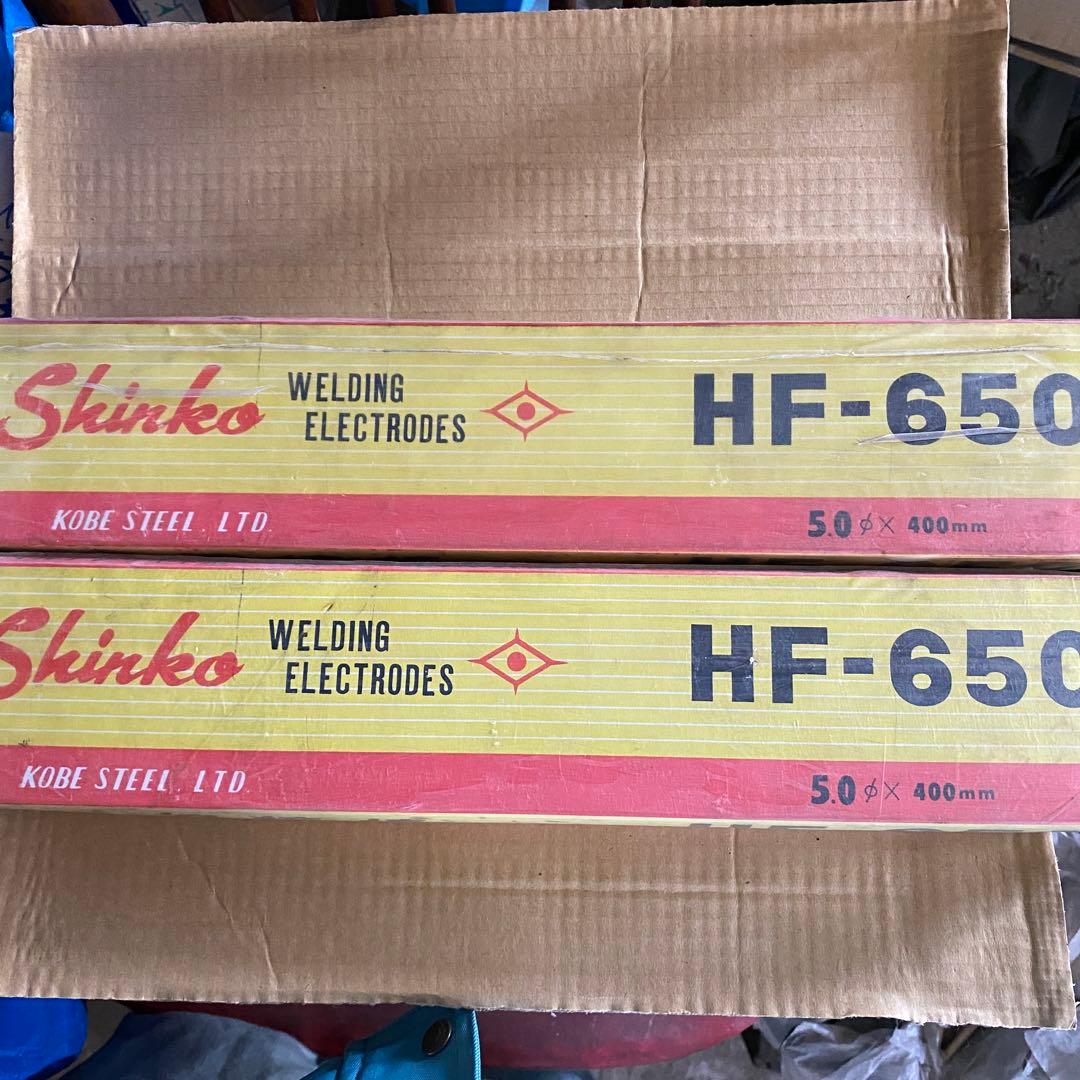 Shinko
WELDING
ELECTRODES
HF-650
KOBE STEEL, LTD.
5.0 φ× 400mm
Shinko
WELDING
ELECTRODES
HF-650
KOBE STEEL, LTD.
5.0 φ× 400mm